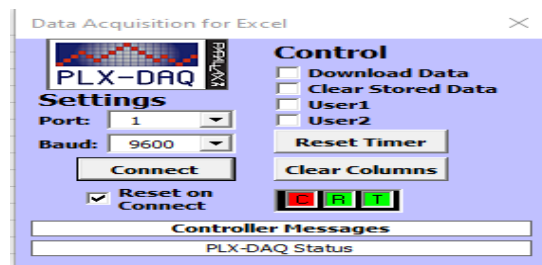 Data Acquisition for Excel
PLX-DAQ
PARALLAX
Settings
Port: 1
Baud: 9600
Connect
Reset on
Connect
Control
Download Data
Clear Stored Data
User1
User2
Reset Timer
Clear Columns
C R T
Controller Messages
PLX-DAQ Status